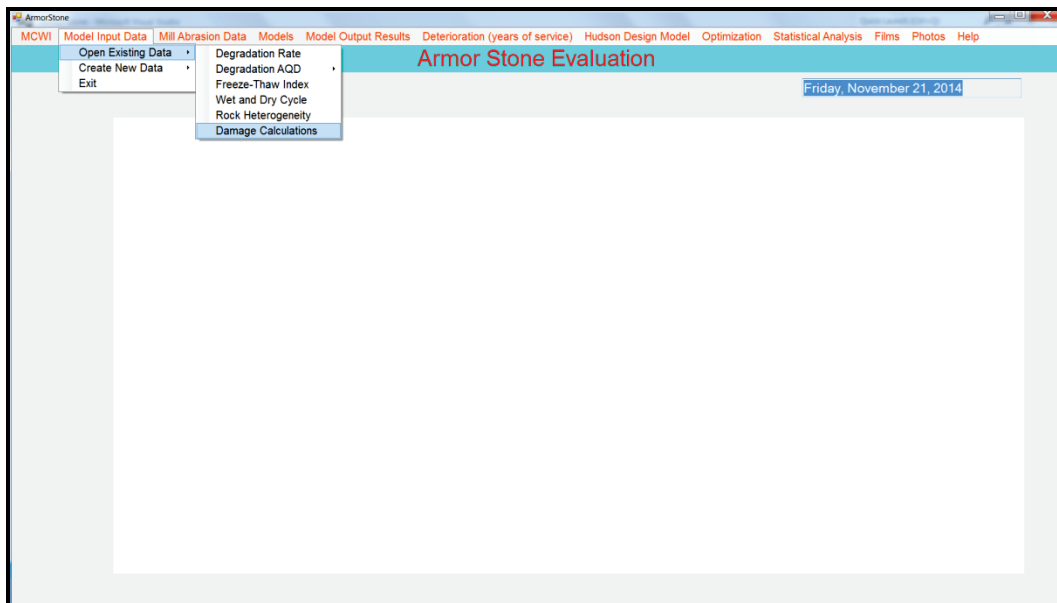 ArmorStone
MCWI Model Input Data Mill Abrasion Data Models Model Output Results Deterioration (years of service) Hudson Design Model Optimization Statistical Analysis Films Photos Help
Armor Stone Evaluation
Open Existing Data
Create New Data
Exit
Degradation Rate
Degradation AQD
Freeze-Thaw Index
Wet and Dry Cycle
Rock Heterogeneity
Damage Calculations
Friday, November 21, 2014